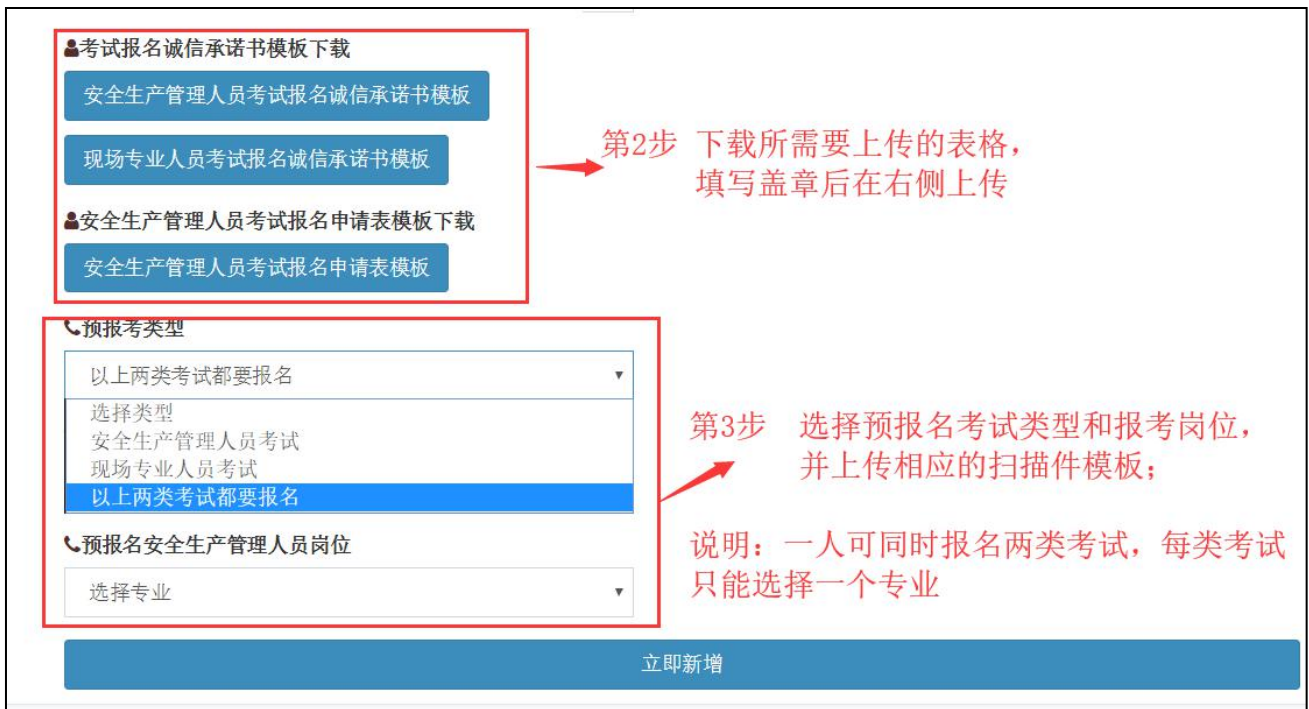 考试报名诚信承诺书模板下载
安全生产管理人员考试报名诚信承诺书模板
现场专业人员考试报名诚信承诺书模板
第2步 下载所需要上传的表格，
填写盖章后在右侧上传
安全生产管理人员考试报名申请表模板下载
安全生产管理人员考试报名申请表模板
预报考类型
以上两类考试都要报名
选择类型
安全生产管理人员考试
现场专业人员考试
以上两类考试都要报名
第3步 选择预报名考试类型和报考岗位，
并上传相应的扫描件模板；
预报名安全生产管理人员岗位
选择专业
说明：一人可同时报名两类考试，每类考试
只能选择一个专业
立即新增